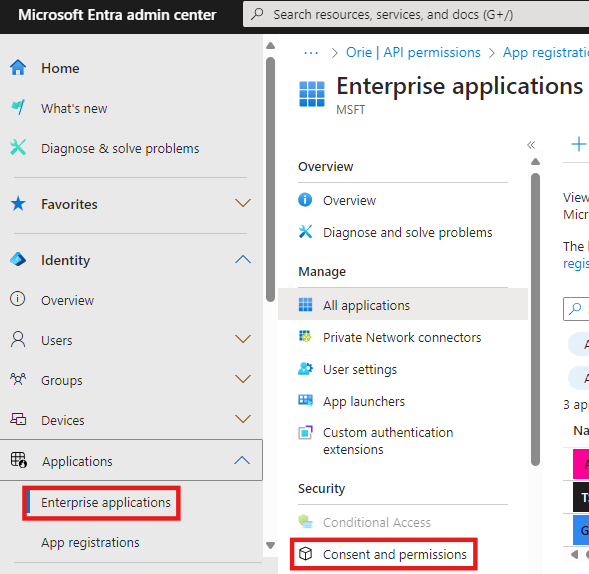 Microsoft Entra admin center
Search resources, services, and docs (G+/)
Home
What's new
Diagnose & solve problems
Favorites
Identity
Overview
Users
Groups
Devices
Applications
Enterprise applications
App registrations
··· > Orie | API permissions > App registratio
Enterprise applications
MSFT
«
Overview
Overview
Diagnose and solve problems
Manage
All applications
Private Network connectors
User settings
App launchers
Custom authentication
extensions
Security
Conditional Access
Consent and permissions
View
Micr
The l
regis
3 app
Na